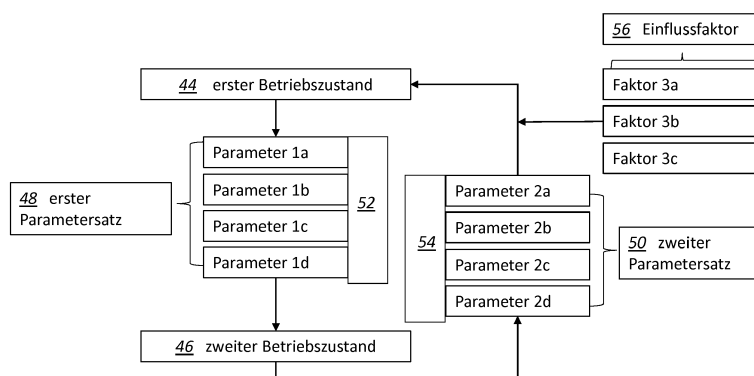 56 Einflussfaktor
44 erster Betriebszustand
Faktor 3a
Faktor 3b
Faktor 3c
48 erster
Parametersatz
Parameter 1a
Parameter 1b
Parameter 1c
Parameter 1d
52
54
Parameter 2a
Parameter 2b
Parameter 2c
Parameter 2d
50 zweiter
Parametersatz
46 zweiter Betriebszustand